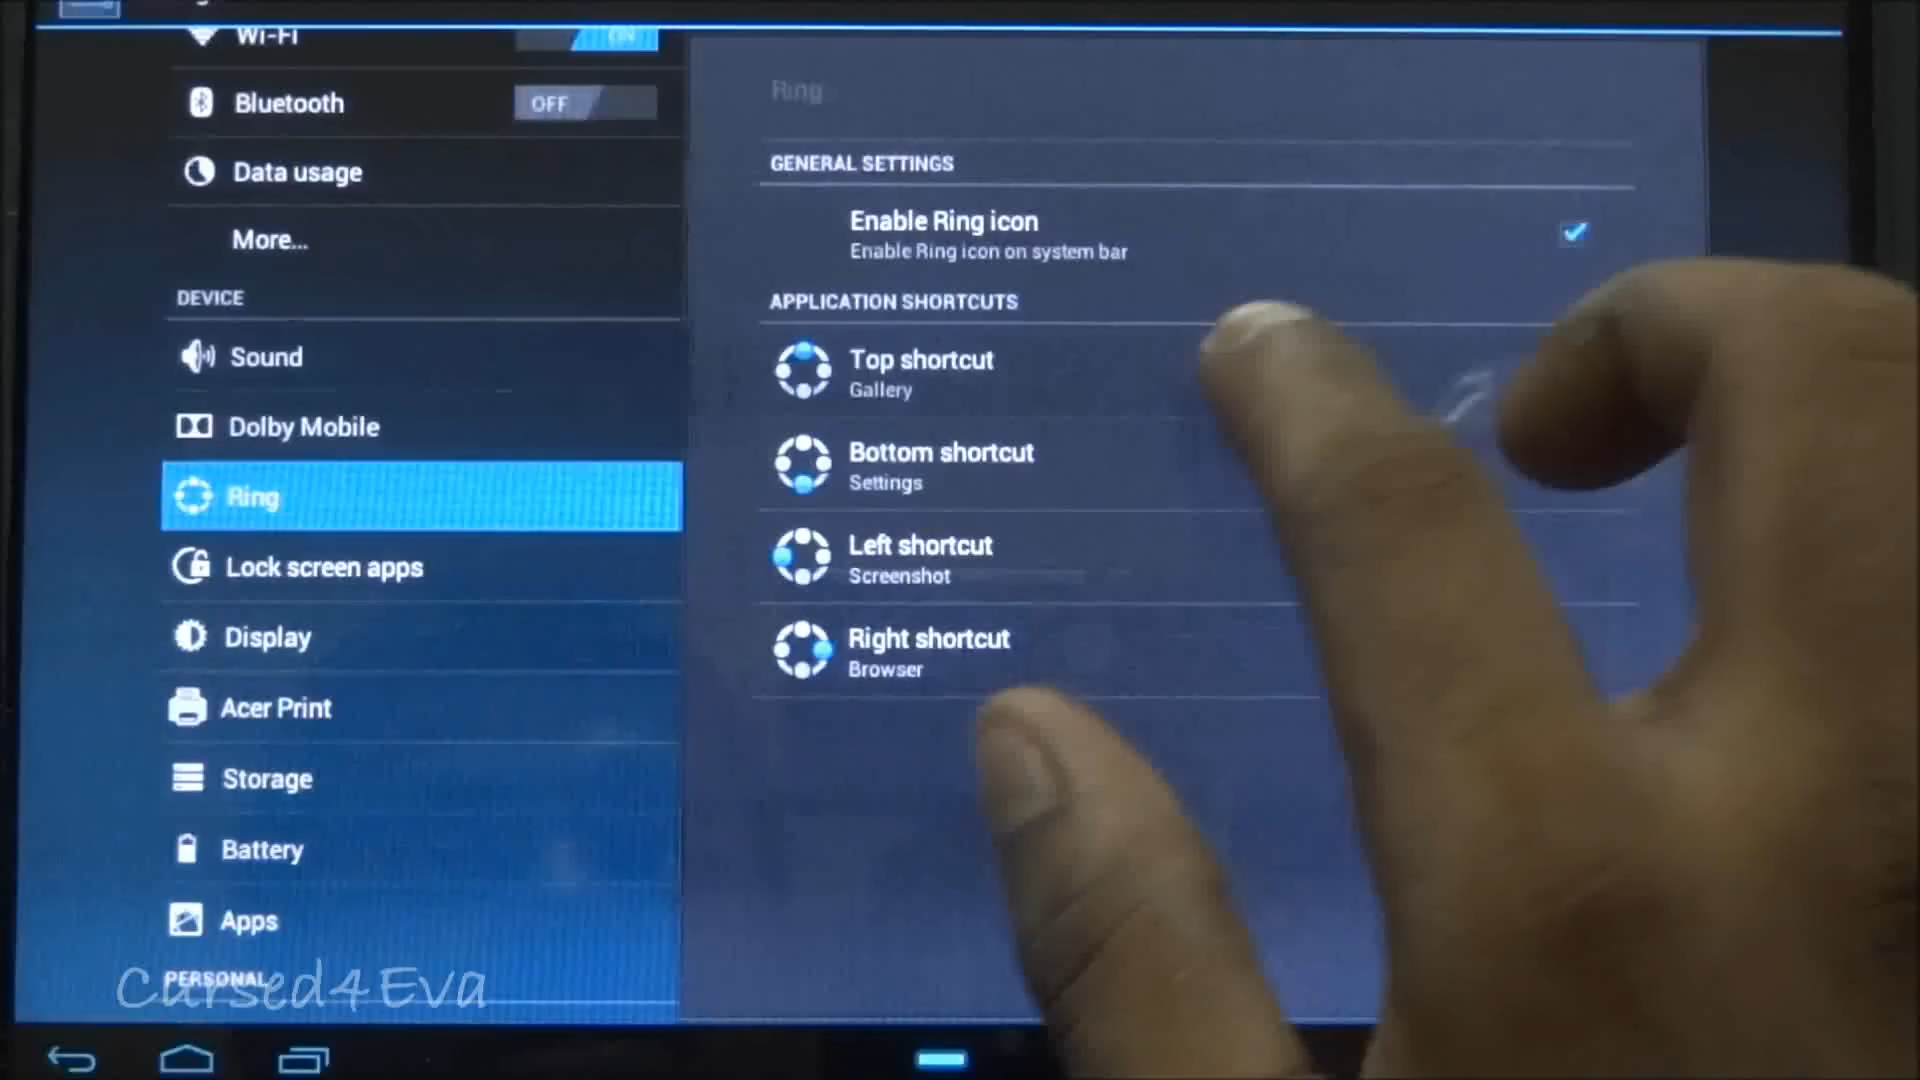 Wi-Fi
ON
Bluetooth
OFF
Data usage
More...
DEVICE
Sound
Dolby Mobile
Ring
Lock screen apps
Display
Acer Print
Storage
Battery
Apps
PERSONAL
Ring
GENERAL SETTINGS
Enable Ring icon
Enable Ring icon on system bar
APPLICATION SHORTCUTS
Top shortcut
Gallery
Bottom shortcut
Settings
Left shortcut
Screenshot
Right shortcut
Browser
Cursed4Eva